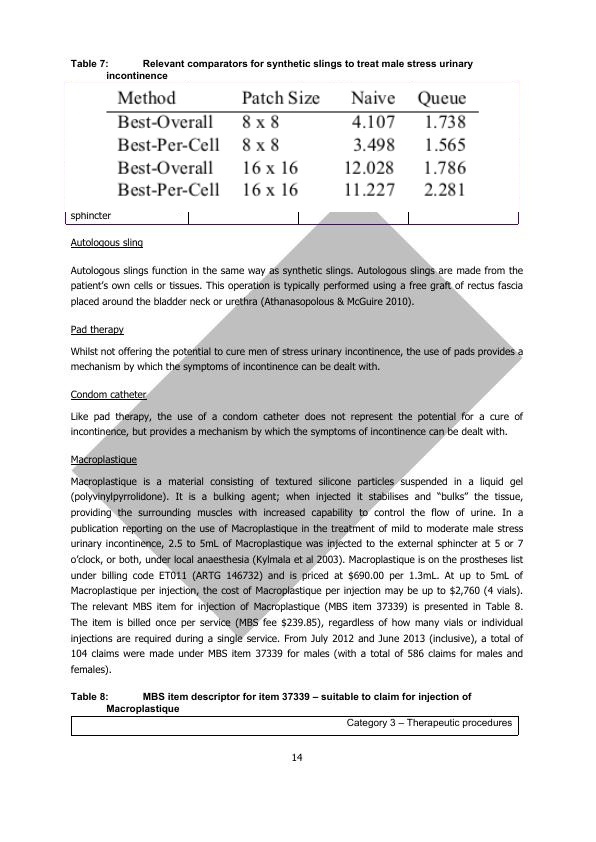 Table 7: Relevant comparators for synthetic slings to treat male stress urinary
incontinence
Method Patch Size Naive Queue
Best-Overall 8 x 8 4.107 1.738
Best-Per-Cell 8 x 8 3.498 1.565
Best-Overall 16 x 16 12.028 1.786
Best-Per-Cell 16 x 16 11.227 2.281
sphincter
Autologous sling
Autologous slings function in the same way as synthetic slings. Autologous slings are made from the
patient's own cells or tissues. This operation is typically performed using a free graft of rectus fascia
placed around the bladder neck or urethra (Athanasopolous & McGuire 2010).
Pad therapy
Whilst not offering the potential to cure men of stress urinary incontinence, the use of pads provides a
mechanism by which the symptoms of incontinence can be dealt with.
Condom catheter
Like pad therapy, the use of a condom catheter does not represent the potential for a cure of
incontinence, but provides a mechanism by which the symptoms of incontinence can be dealt with.
Macroplastique
Macroplastique is a material consisting of textured silicone particles suspended in a liquid gel
(polyvinylpyrrolidone). It is a bulking agent; when injected it stabilises and “bulks” the tissue,
providing the surrounding muscles with increased capability to control the flow of urine. In a
publication reporting on the use of Macroplastique in the treatment of mild to moderate male stress
urinary incontinence, 2.5 to 5mL of Macroplastique was injected to the external sphincter at 5 or 7
o'clock, or both, under local anaesthesia (Kylmala et al 2003). Macroplastique is on the prostheses list
under billing code ET011 (ARTG 146732) and is priced at $690.00 per 1.3mL. At up to 5mL of
Macroplastique per injection, the cost of Macroplastique per injection may be up to $2,760 (4 vials).
The relevant MBS item for injection of Macroplastique (MBS item 37339) is presented in Table 8.
The item is billed once per service (MBS fee $239.85), regardless of how many vials or individual
injections are required during a single service. From July 2012 and June 2013 (inclusive), a total of
104 claims were made under MBS item 37339 for males (with a total of 586 claims for males and
females).
Table 8: MBS item descriptor for item 37339 – suitable to claim for injection of
Macroplastique
Category 3 – Therapeutic procedures
14